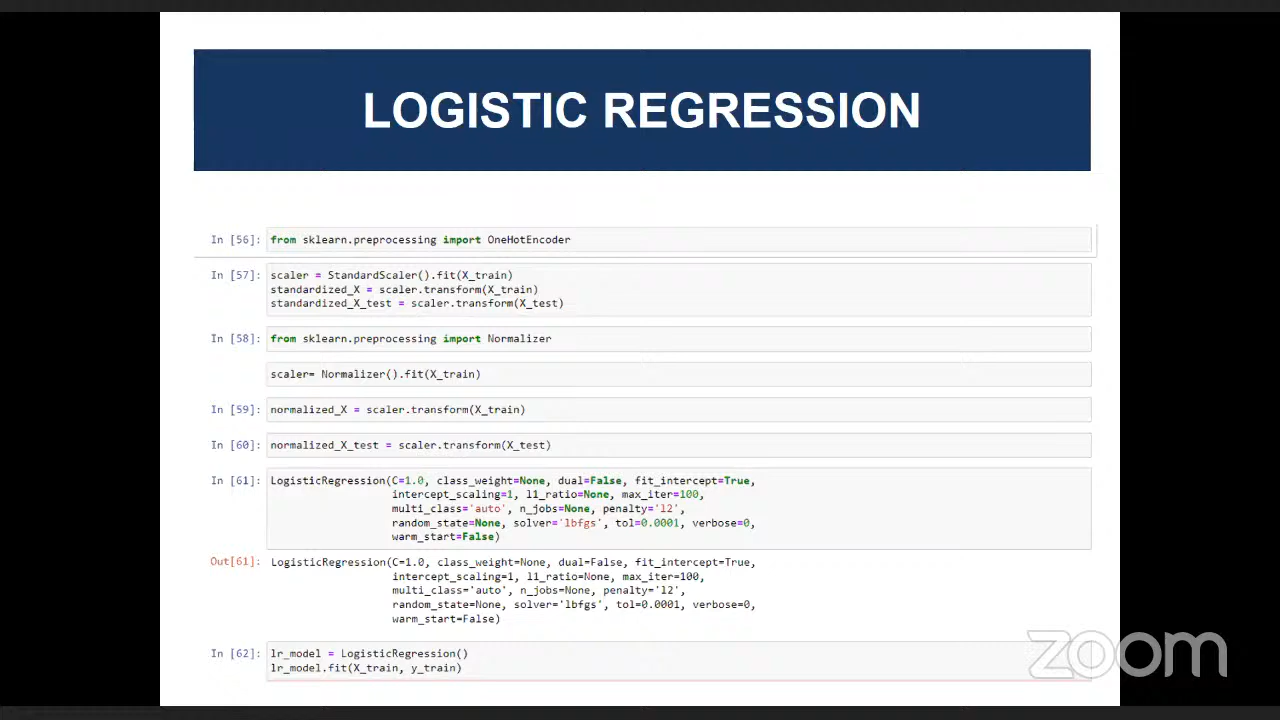 LOGISTIC REGRESSION
In [56]: from sklearn.preprocessing import OneHotEncoder
In [57]: scaler = StandardScaler().fit(X_train)
standardized_X = scaler.transform(X_train)
standardized_X_test = scaler.transform(X_test)
In [58]: from sklearn.preprocessing import Normalizer
scaler= Normalizer().fit(X_train)
In [59]: normalized_X = scaler.transform(X_train)
In [60]: normalized_X_test = scaler.transform(X_test)
In [61]: LogisticRegression(C=1.0, class_weight=None, dual=False, fit_intercept=True,
intercept_scaling=1, l1_ratio=None, max_iter=100,
multi_class='auto', n_jobs=None, penalty='l2',
random_state=None, solver='lbfgs', tol=0.0001, verbose=0,
warm_start=False)
Out[61]: LogisticRegression(C=1.0, class_weight=None, dual=False, fit_intercept=True,
intercept_scaling=1, l1_ratio=None, max_iter=100,
multi_class='auto', n_jobs=None, penalty='l2',
random_state=None, solver='lbfgs', tol=0.0001, verbose=0,
warm_start=False)
In [62]: lr_model = LogisticRegression()
lr_model.fit(X_train, y_train)
zoom